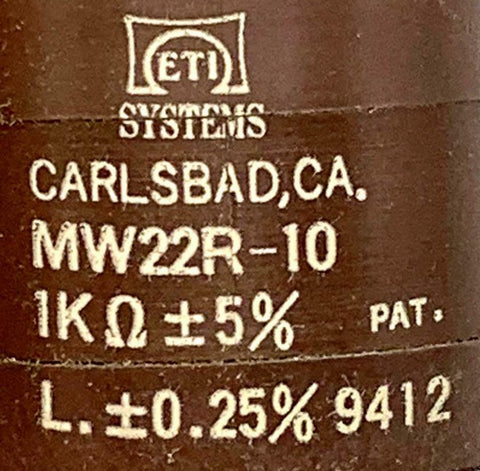 ETI
SYSTEMS
CARLSBAD,CA.
MW22R-10
1KΩ ±5% PAT.
L. ±0.25% 9412